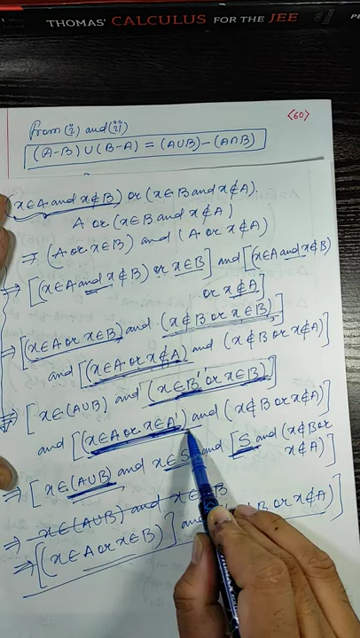 THOMAS' CALCULUS FOR THE JEE
From (i) and (ii)
<60>
(A-B) ∪ (B-A) = (A∪B) - (A∩B)
(x∈A and x∉B) or (x∈B and x∉A).
A or (x∈B and x∉A)
⇒ (A or x∈B) and (A or x∉A)
⇒ [(x∈A and x∉B) or x∈B] and [(x∈A and x∉B)
or x∉A]
⇒ [(x∈A or x∈B) and (x∉B or x∈B)]
and [(x∈A or x∉A) and (x∉B or x∉A)]
⇒ [x∈(A∪B) and (x∈B' or x∈B)]
and [(x∈A or x∈A') and (x∉B or x∉A)]
⇒ [x∈(A∪B) and x∈S and [S and (x∉B or
x∉A)]
⇒ x∈(A∪B) and x∈
⇒ [(x∈A or x∈B)] and or x∉A)]